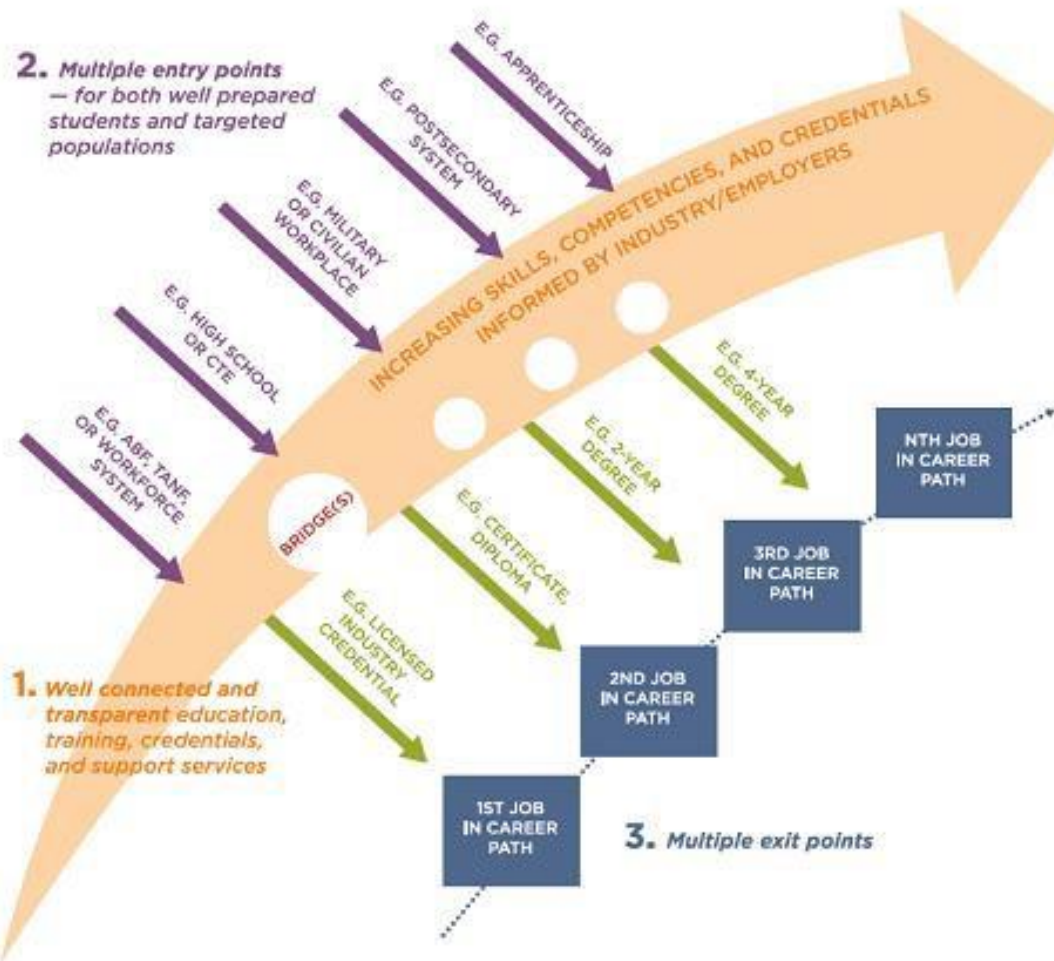 2. Multiple entry points
— for both well prepared
students and targeted
populations
E.G. APPRENTICESHIP
E.G. POSTSECONDARY
SYSTEM
E.G. MILITARY
OR CIVILIAN
WORKPLACE
E.G. HIGH SCHOOL
OR CTE
E.G. ABF, TANF,
OR WORKFORCE
SYSTEM
INCREASING SKILLS, COMPETENCIES, AND CREDENTIALS
INFORMED BY INDUSTRY/EMPLOYERS
BRIDGE(S)
E.G. 4-YEAR
DEGREE
E.G. 2-YEAR
DEGREE
E.G. CERTIFICATE,
DIPLOMA
E.G. LICENSED
INDUSTRY
CREDENTIAL
NTH JOB
IN CAREER
PATH
3RD JOB
IN CAREER
PATH
2ND JOB
IN CAREER
PATH
1ST JOB
IN CAREER
PATH
1. Well connected and
transparent education,
training, credentials,
and support services
3. Multiple exit points